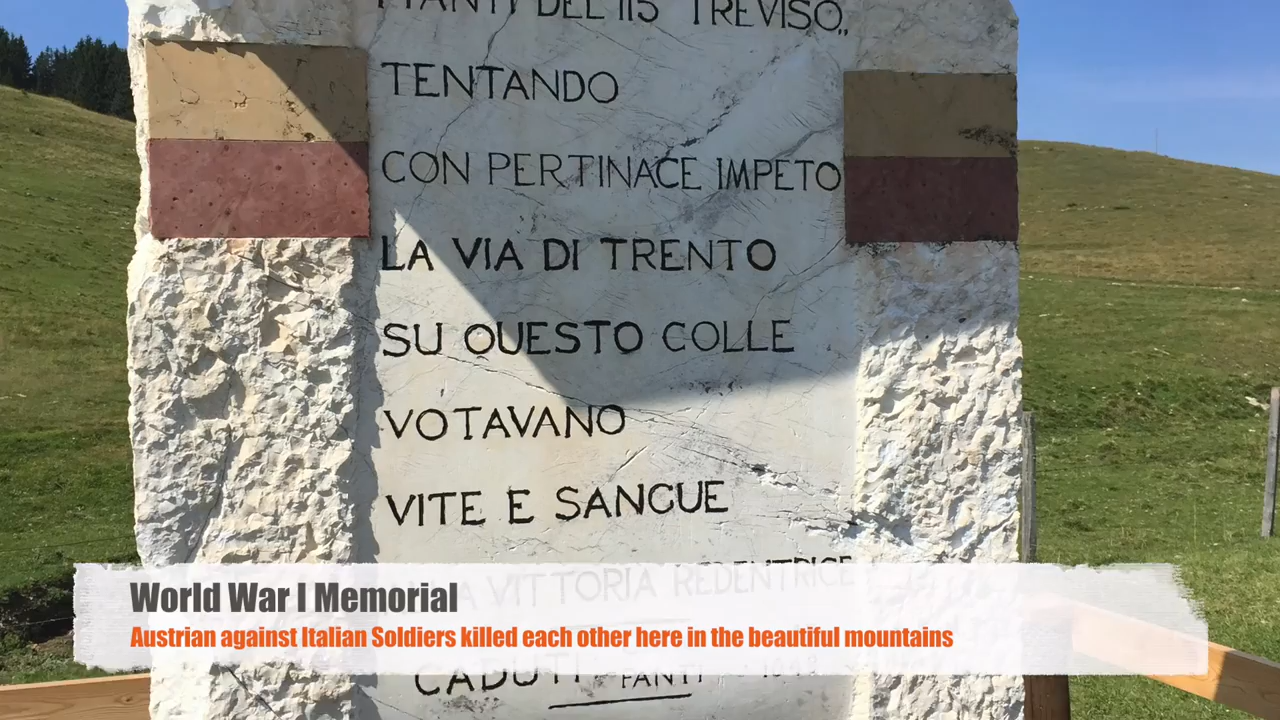 FANTI DEL 115 TREVISO,,
TENTANDO
CON PERTINACE IMPETO
LA VIA DI TRENTO
SU QUESTO COLLE
VOTAVANO
VITE E SANGUE
VITTORIA REDENTRICE
World War I Memorial
Austrian against Italian Soldiers killed each other here in the beautiful mountains
CADUTI FANTI